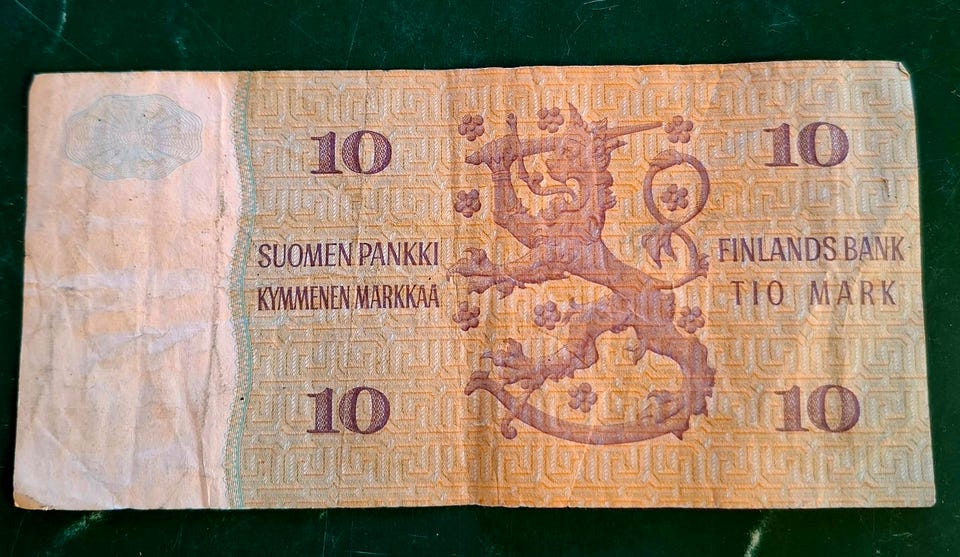 10
10
SUOMEN PANKKI
KYMMENEN MARKKAA
FINLANDS BANK
TIO MARK
10
10